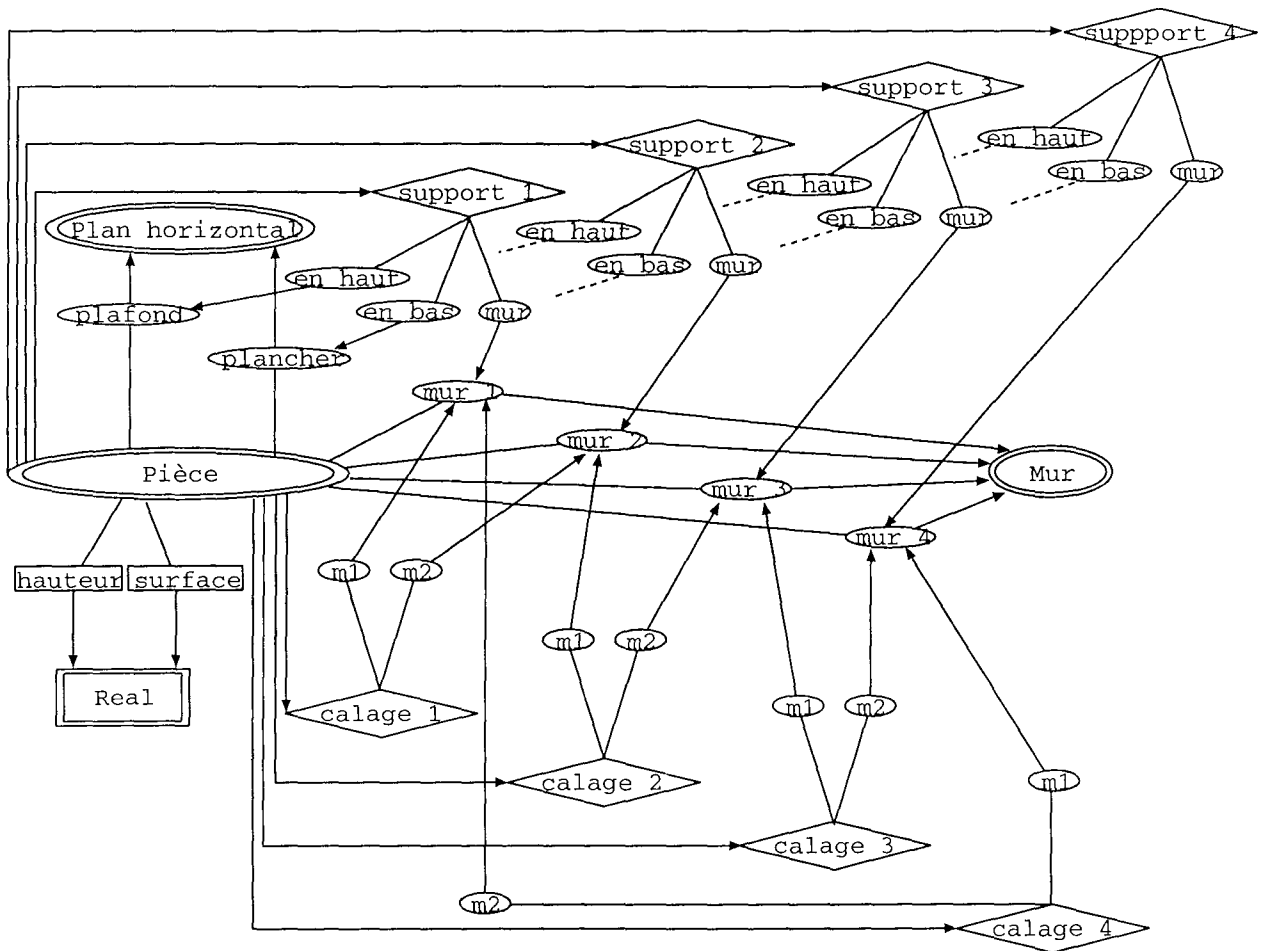 suppport 4
support 3
support 2
support 1
en haut
en bas
mur
en haut
en bas
mur
en haut
en bas
mur
en haut
en bas
mur
Plan horizontal
plafond
plancher
mur 1
mur 2
mur 3
mur 4
Pièce
Mur
hauteur
surface
Real
m1
m2
m1
m2
m1
m2
m1
m2
calage 1
calage 2
calage 3
calage 4